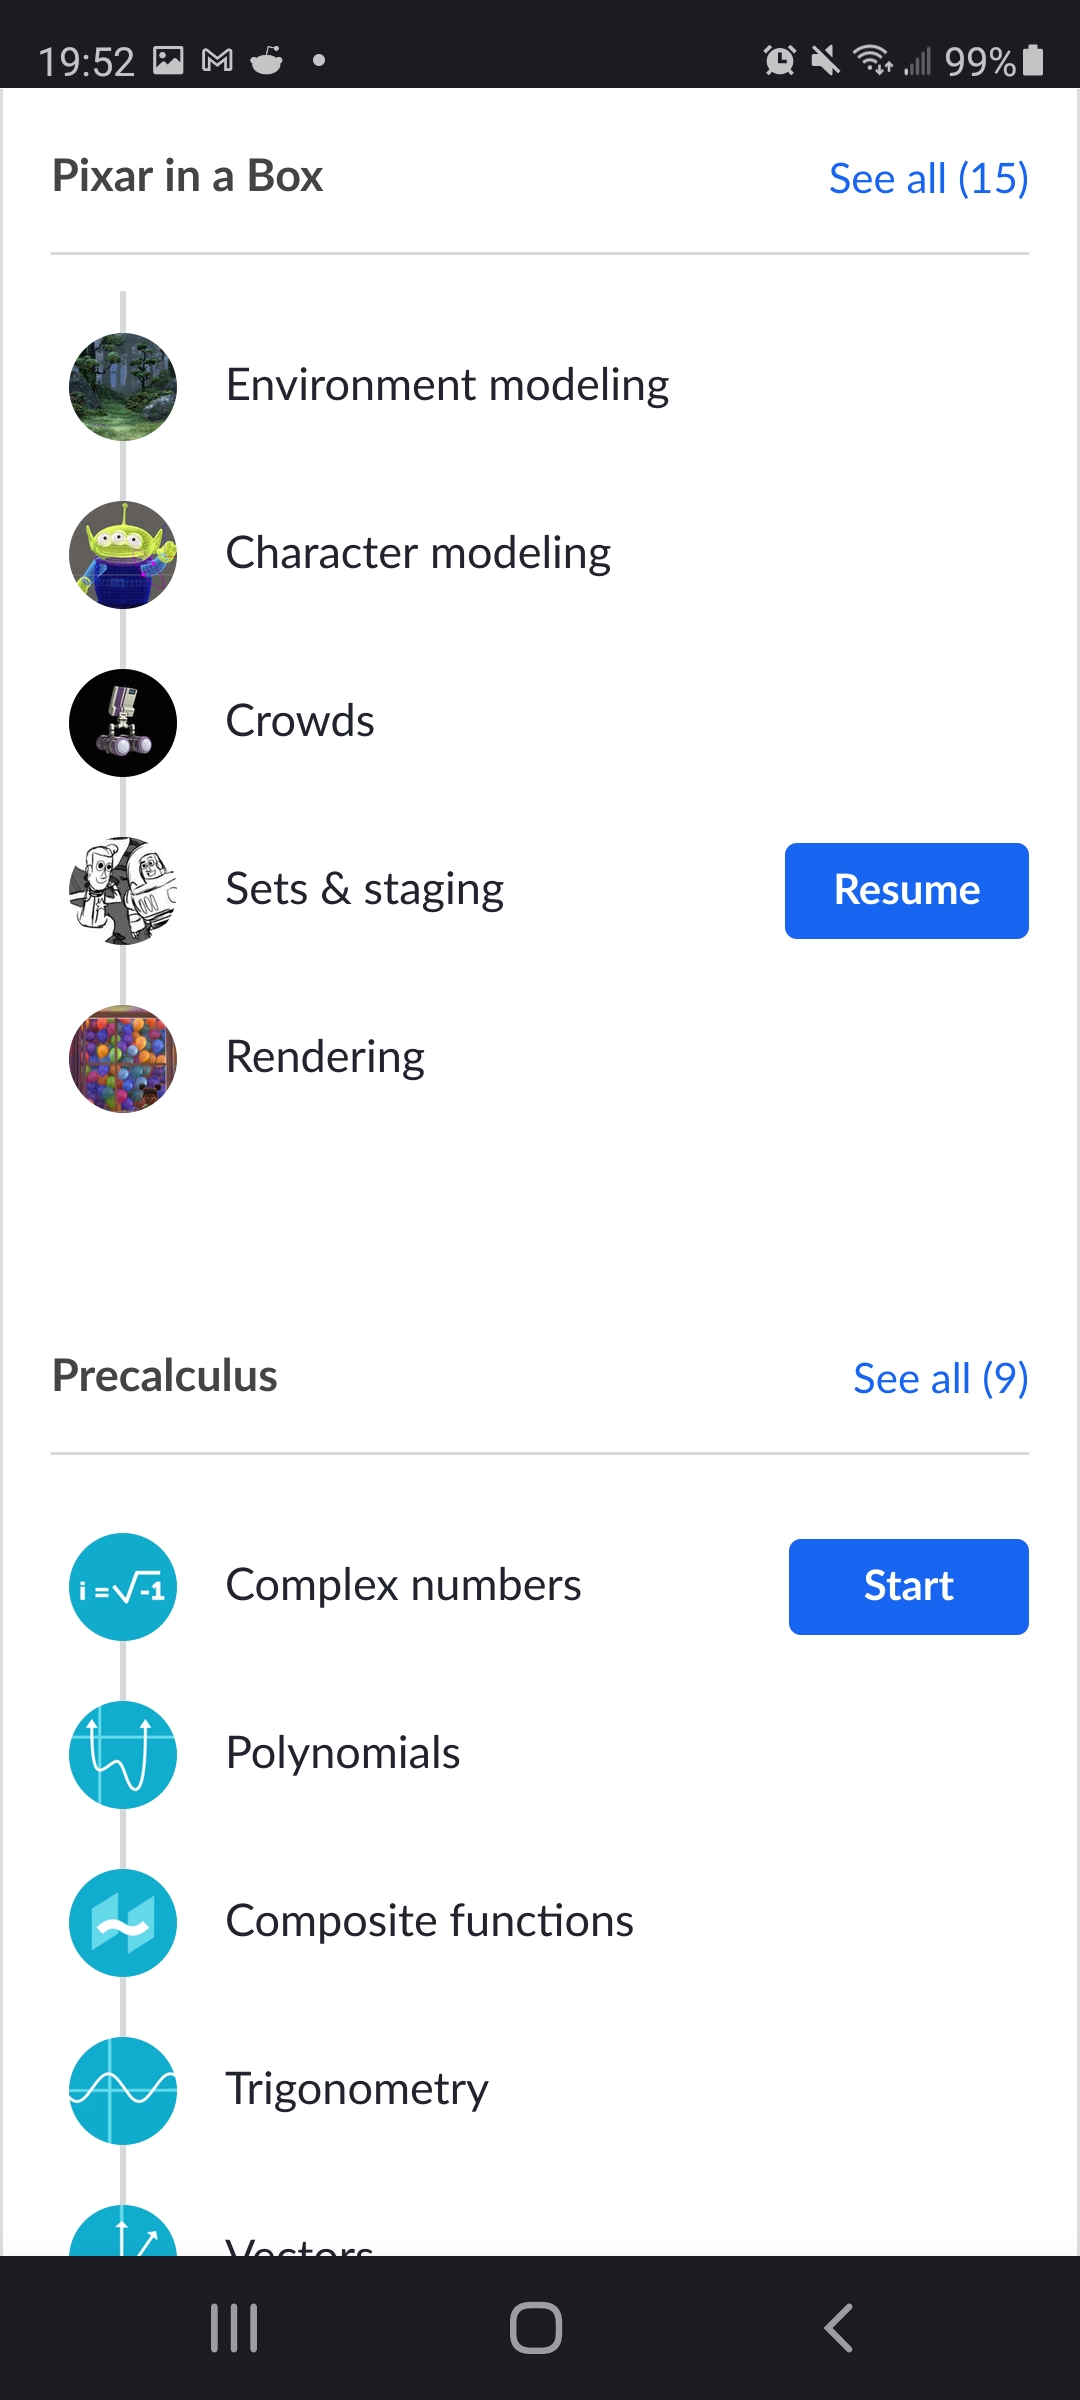 19:52
99%
Pixar in a Box
See all (15)
Environment modeling
Character modeling
Crowds
Sets & staging
Resume
Rendering
Precalculus
See all (9)
i = √-1
Complex numbers
Start
Polynomials
Composite functions
Trigonometry
Vectors